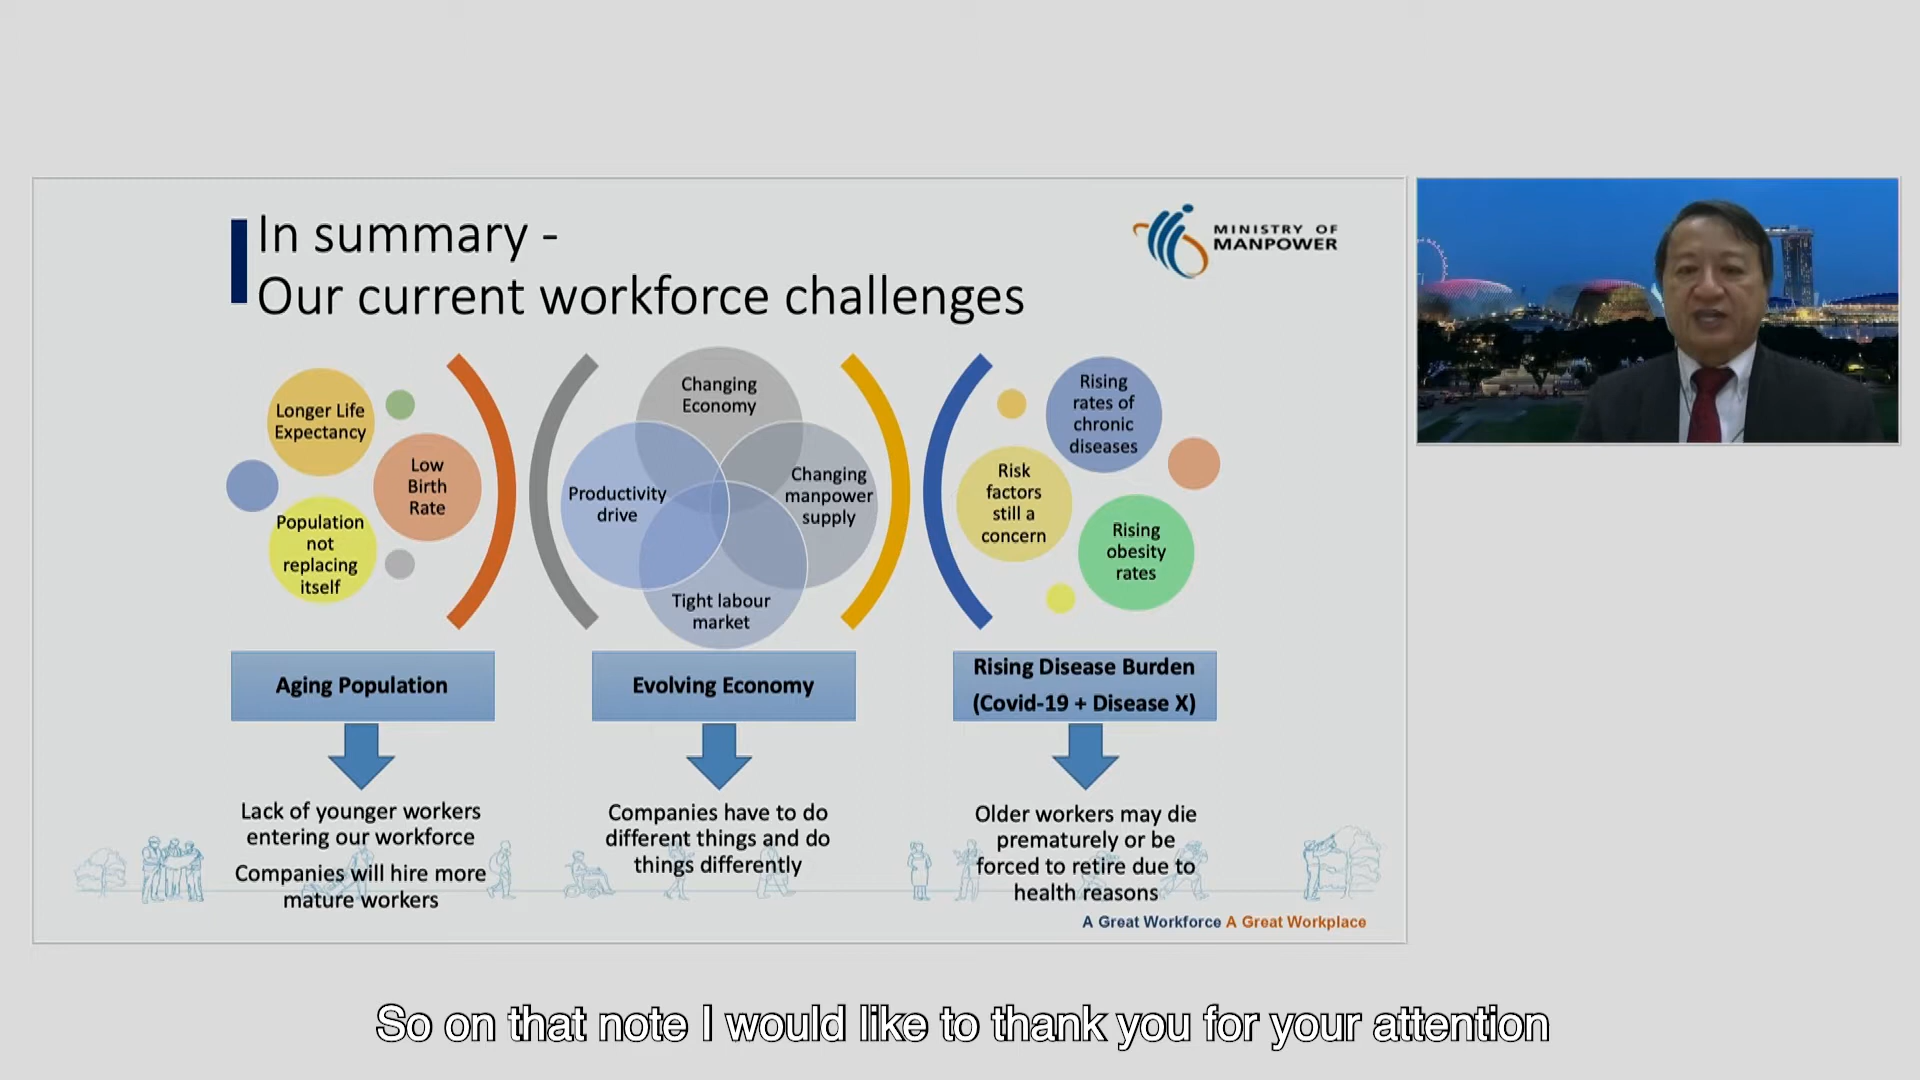 In summary -
Our current workforce challenges
MINISTRY OF
MANPOWER
Longer Life
Expectancy
Low
Birth
Rate
Population
not
replacing
itself
Changing
Economy
Productivity
drive
Changing
manpower
supply
Tight labour
market
Rising
rates of
chronic
diseases
Risk
factors
still a
concern
Rising
obesity
rates
Aging Population
Evolving Economy
Rising Disease Burden
(Covid-19 + Disease X)
Lack of younger workers
entering our workforce
Companies will hire more
mature workers
Companies have to do
different things and do
things differently
Older workers may die
prematurely or be
forced to retire due to
health reasons
A Great Workforce A Great Workplace
So on that note I would like to thank you for your attention